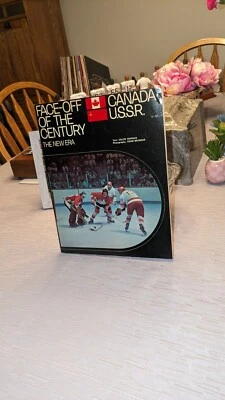 FACE-OFF
OF THE
CENTURY
THE NEW ERA
CANADA
U.S.S.R.